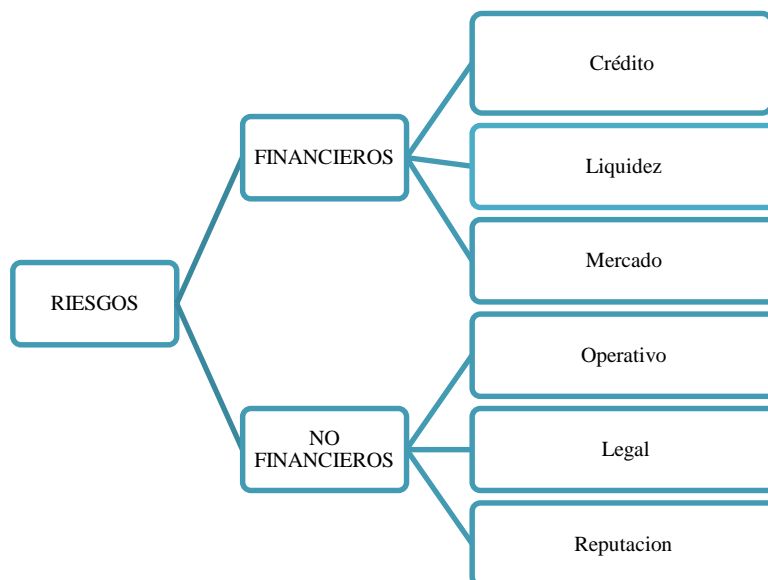 RIESGOS
FINANCIEROS
Crédito
Liquidez
Mercado
NO
FINANCIEROS
Operativo
Legal
Reputacion